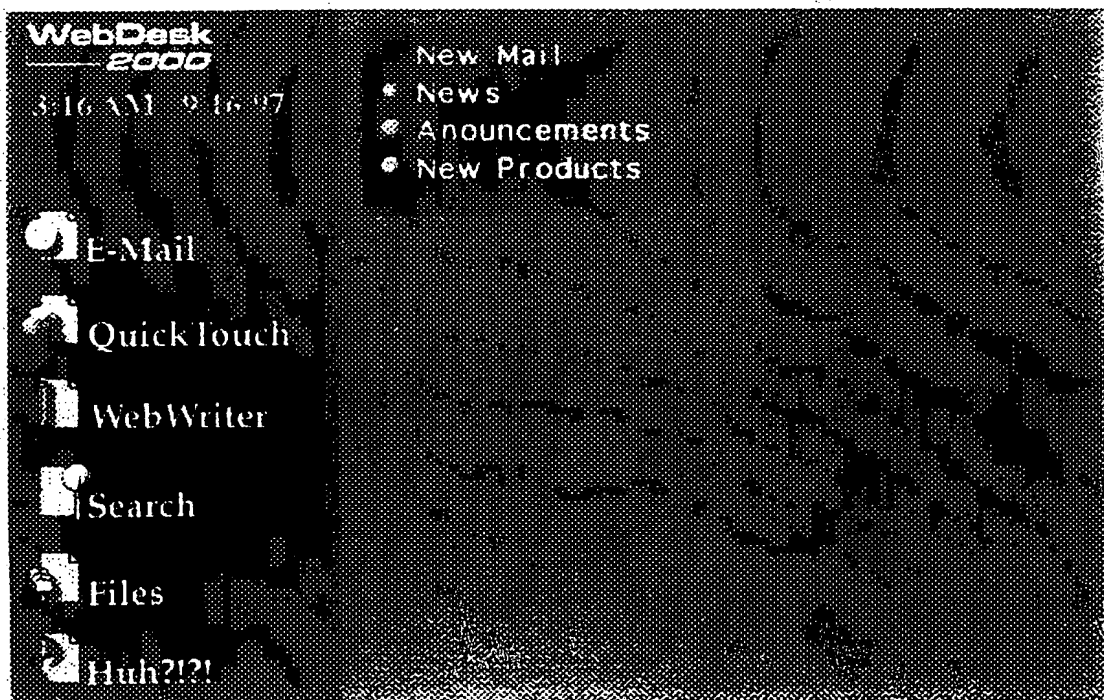 WebDesk
2000
3:16 AM 9/16/97
New Mail
News
Anouncements
New Products
E-Mail
QuickTouch
WebWriter
Search
Files
Huh?!?!